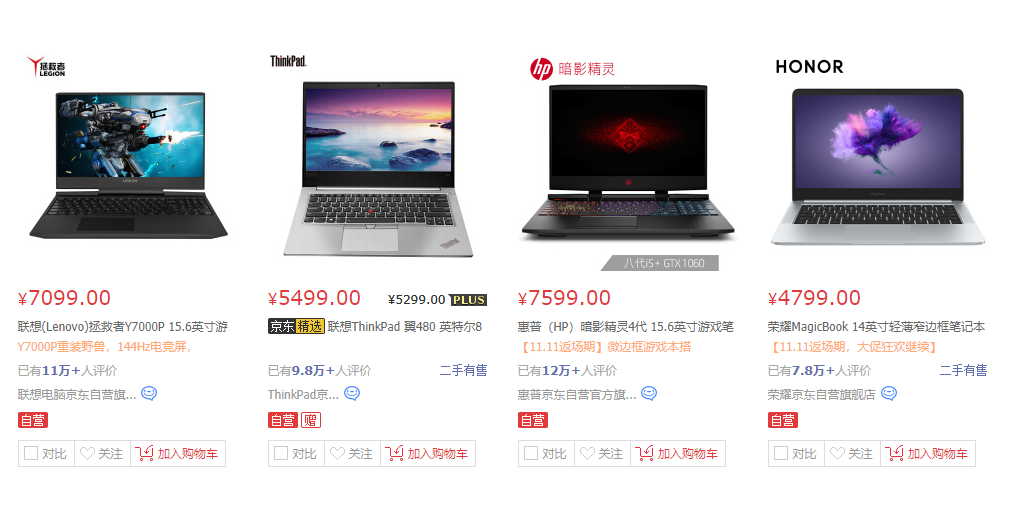 拯救者
LEGION
¥7099.00
联想(Lenovo)拯救者Y7000P 15.6英寸游
Y7000P重装野兽，144Hz电竞屏，
已有11万+人评价
联想电脑京东自营旗...
自营
对比 关注 加入购物车
ThinkPad
¥5499.00 ¥5299.00 PLUS
京东精选 联想ThinkPad 翼480 英特尔8
已有9.8万+人评价 二手有售
ThinkPad京...
自营 赠
对比 关注 加入购物车
hp 暗影精灵
八代i5+ GTX1060
¥7599.00
惠普（HP）暗影精灵4代 15.6英寸游戏笔
【11.11返场期】微边框游戏本搭
已有12万+人评价
惠普京东自营官方旗...
自营
对比 关注 加入购物车
HONOR
¥4799.00
荣耀MagicBook 14英寸轻薄窄边框笔记本
【11.11返场期，大促狂欢继续】
已有7.8万+人评价 二手有售
荣耀京东自营旗舰店
自营
对比 关注 加入购物车